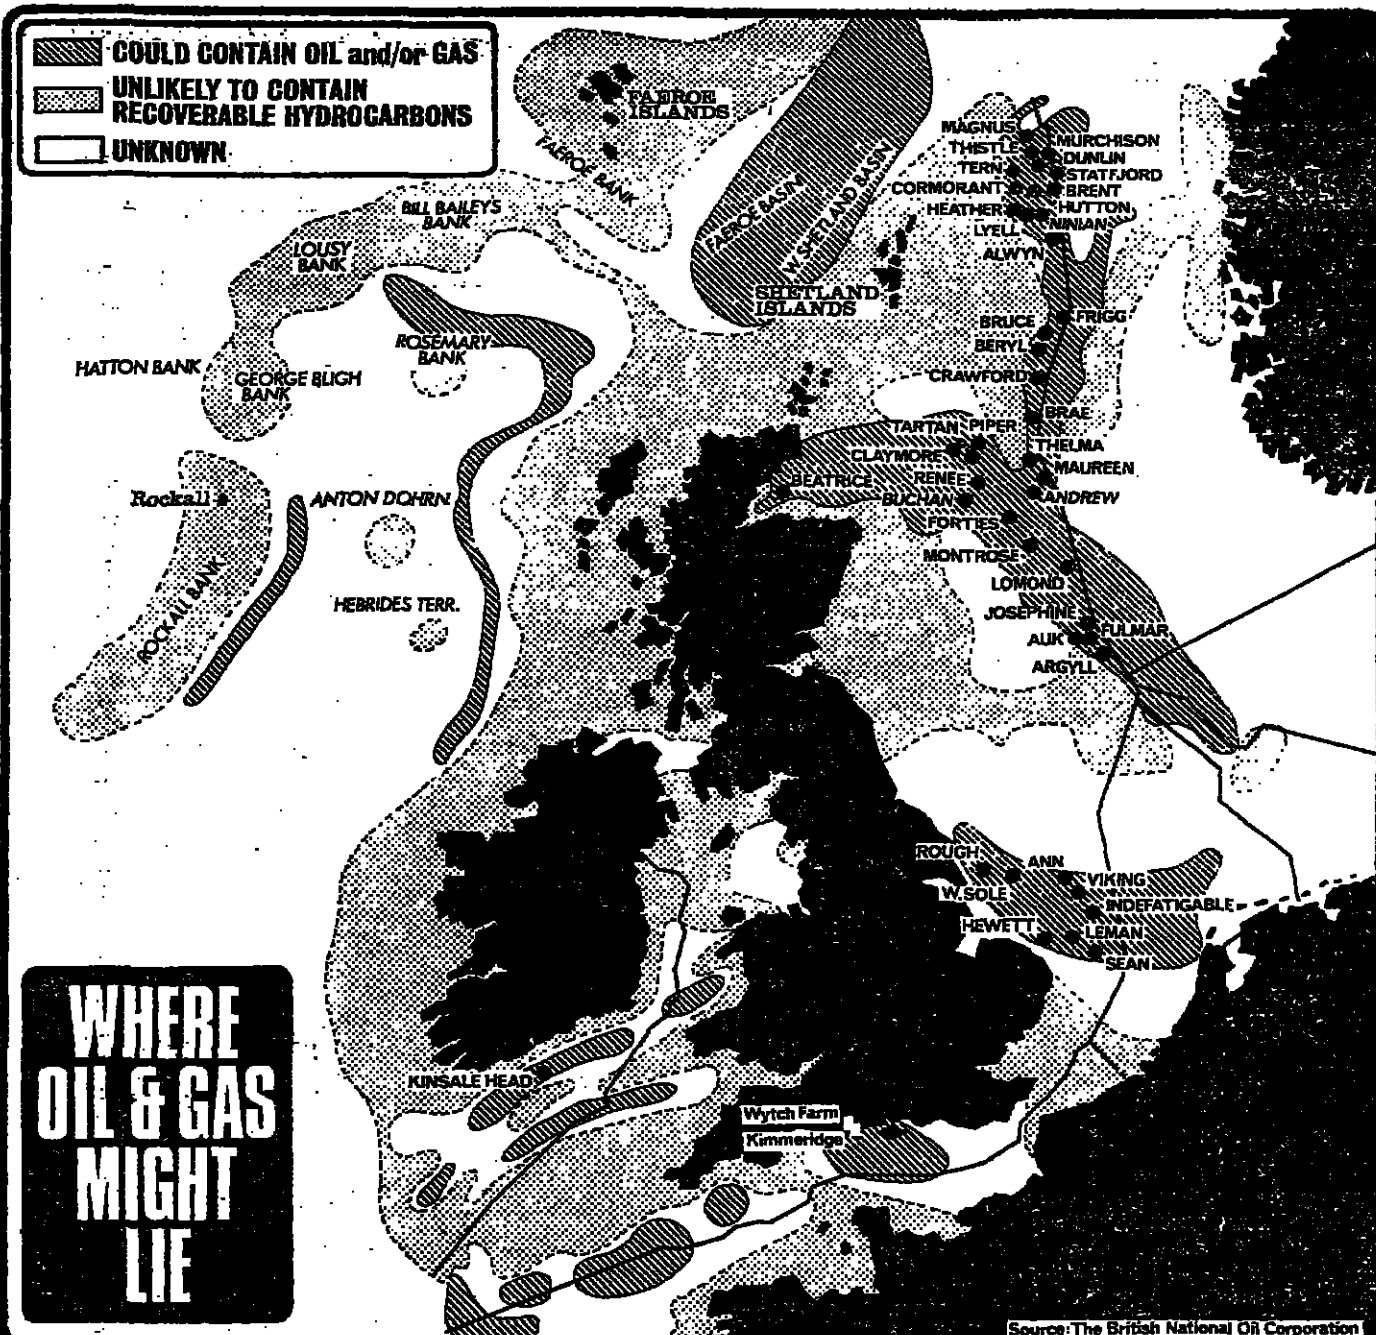 COULD CONTAIN OIL and/or GAS
UNLIKELY TO CONTAIN
RECOVERABLE HYDROCARBONS
UNKNOWN
FAEROE
ISLANDS
FAEROE BANK
BILL BAILEYS
BANK
LOUSY
BANK
FAEROE BASIN
W. SHETLAND BASIN
SHETLAND
ISLANDS
MAGNUS
THISTLE
TERN
CORMORANT
HEATHER
LYELL
ALWYN
MURCHISON
DUNLIN
STATFJORD
BRENT
HUTTON
NINIAN
BRUCE
FRIGG
BERYL
CRAWFORD
BRAE
HATTON BANK
GEORGE BLIGH
BANK
ROSEMARY
BANK
TARTAN
PIPER
THELMA
CLAYMORE
MAUREEN
BEATRICE
RENEE
BUCHAN
ANDREW
FORTIES
MONTROSE
LOMOND
JOSEPHINE
FULMAR
AUK
ARGYLL
Rockall
ANTON DOHRN
HEBRIDES TERR.
ROCKALL BANK
ROUGH
ANN
VIKING
W.SOLE
INDEFATIGABLE
HEWETT
LEMAN
SEAN
KINSALE HEAD
Wytch Farm
Kimmeridge
WHERE
OIL & GAS
MIGHT
LIE
Source: The British National Oil Corporation